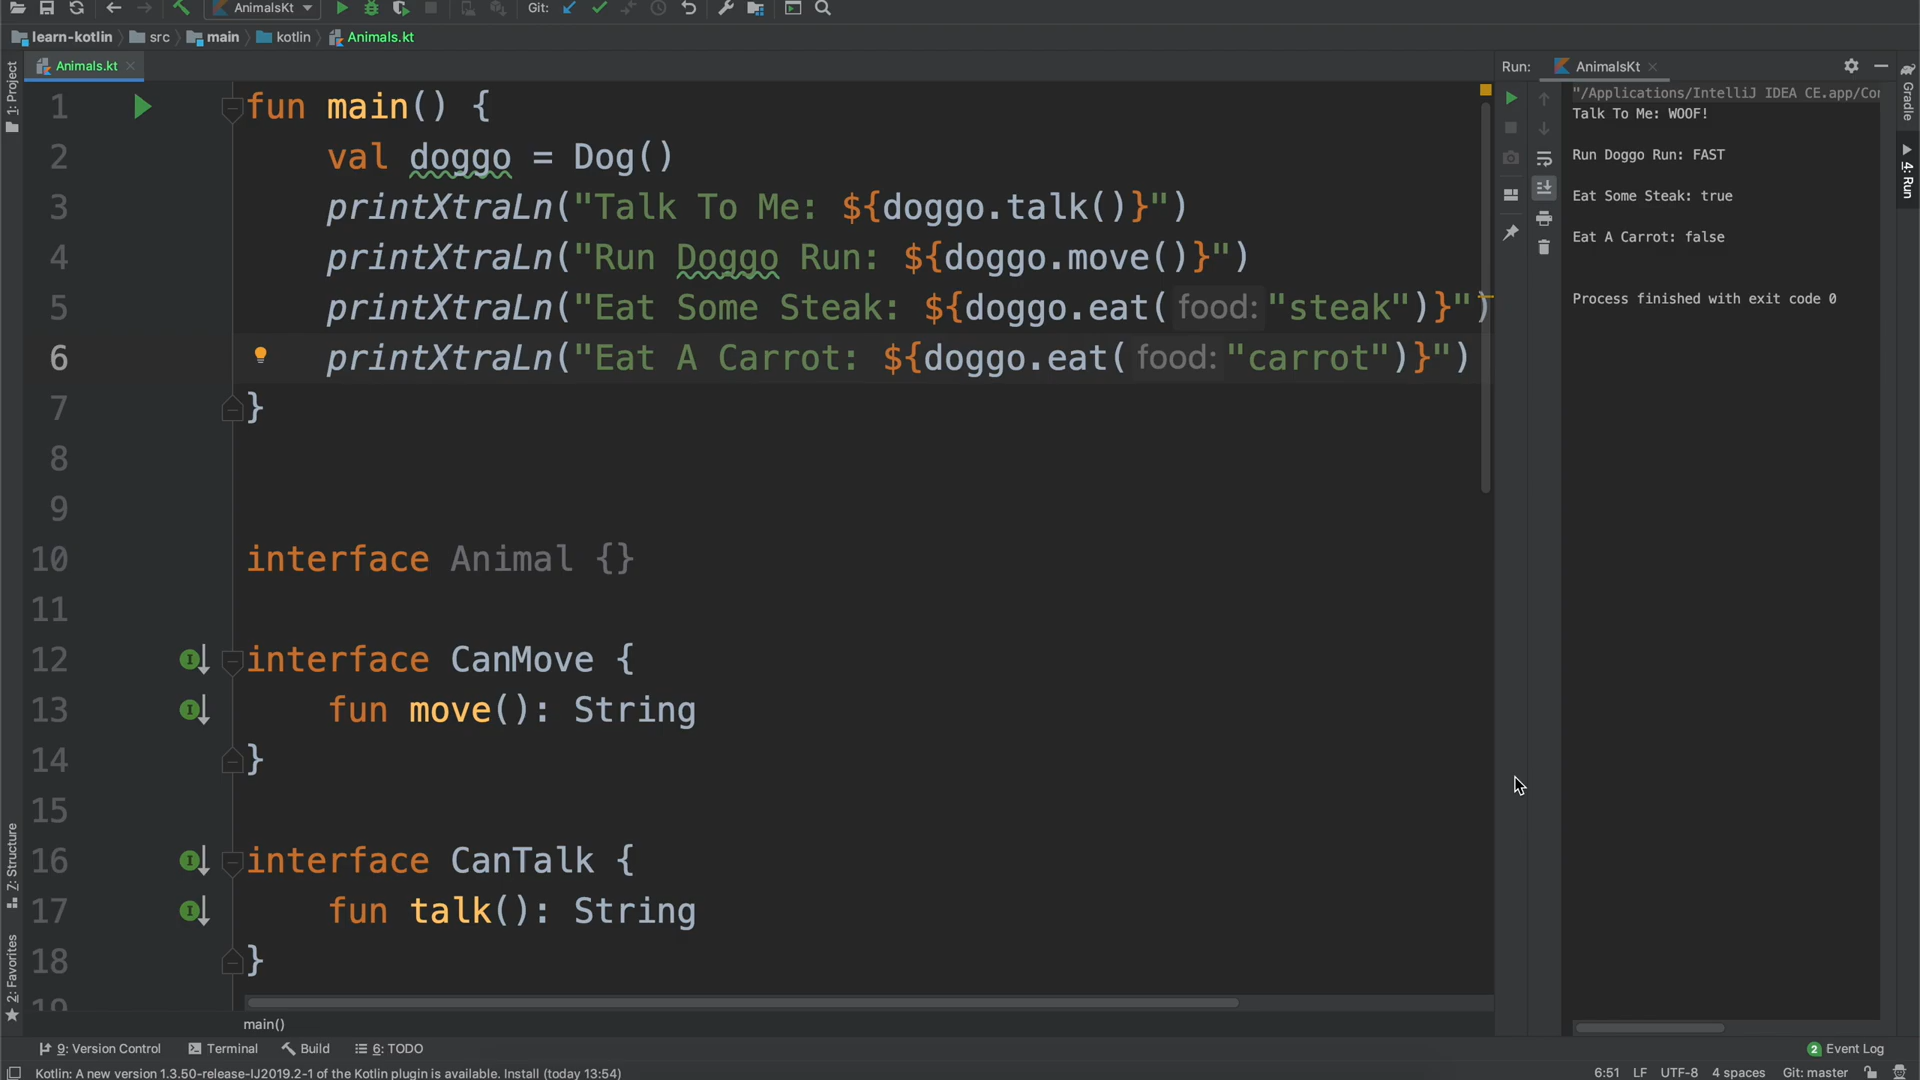 AnimalsKt
Git:
learn-kotlin
src
main
kotlin
Animals.kt
1: Project
Animals.kt
Run:
AnimalsKt
Gradle
4: Run
1 fun main() {
2 val doggo = Dog()
3 printXtraLn("Talk To Me: ${doggo.talk()}")
4 printXtraLn("Run Doggo Run: ${doggo.move()}")
5 printXtraLn("Eat Some Steak: ${doggo.eat( food: "steak")}")
6 printXtraLn("Eat A Carrot: ${doggo.eat( food: "carrot")}")
7 }
8
9
10 interface Animal {}
11
12 interface CanMove {
13 fun move(): String
14 }
15
16 interface CanTalk {
17 fun talk(): String
18 }
19
"/Applications/IntelliJ IDEA CE.app/Con
Talk To Me: WOOF!
Run Doggo Run: FAST
Eat Some Steak: true
Eat A Carrot: false
Process finished with exit code 0
Z: Structure
2: Favorites
main()
9: Version Control
Terminal
Build
6: TODO
2 Event Log
Kotlin: A new version 1.3.50-release-IJ2019.2-1 of the Kotlin plugin is available. Install (today 13:54)
6:51 LF UTF-8 4 spaces Git: master